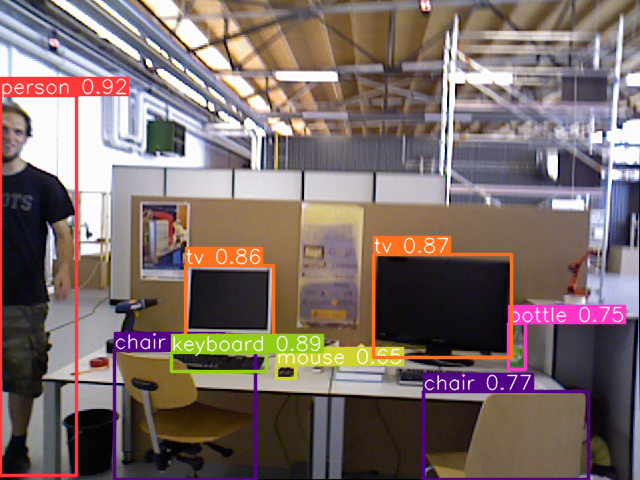 person 0.92
tv 0.86
tv 0.87
bottle 0.75
chair
keyboard 0.89
mouse 0.65
chair 0.77
OTS